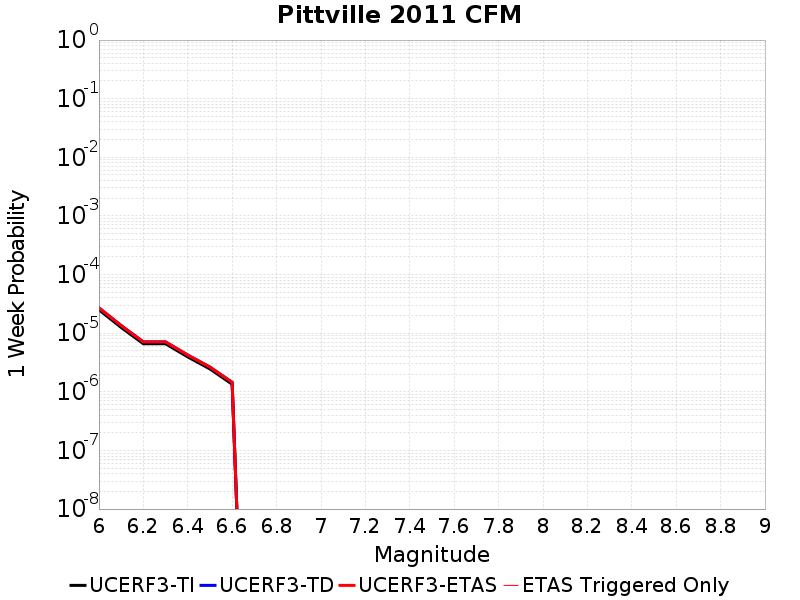 Pittville 2011 CFM
1 Week Probability
10^0
10^-1
10^-2
10^-3
10^-4
10^-5
10^-6
10^-7
10^-8
6 6.2 6.4 6.6 6.8 7 7.2 7.4 7.6 7.8 8 8.2 8.4 8.6 8.8 9
Magnitude
UCERF3-TI UCERF3-TD UCERF3-ETAS ETAS Triggered Only